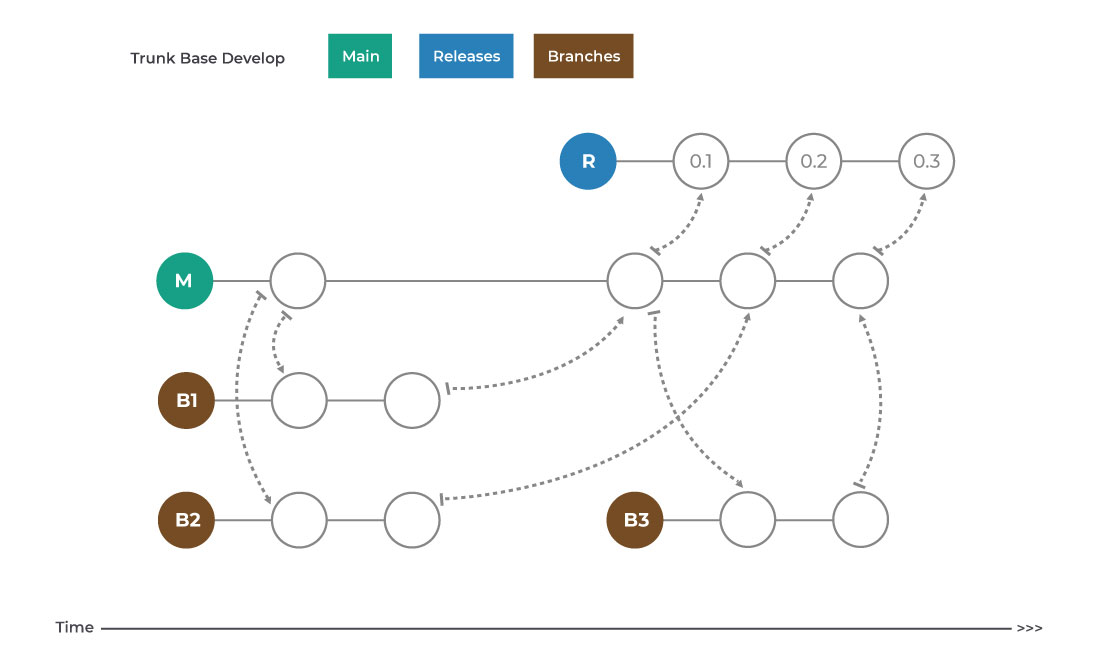 Trunk Base Develop
Main
Releases
Branches
R
0.1
0.2
0.3
M
B1
B2
B3
Time
>>>